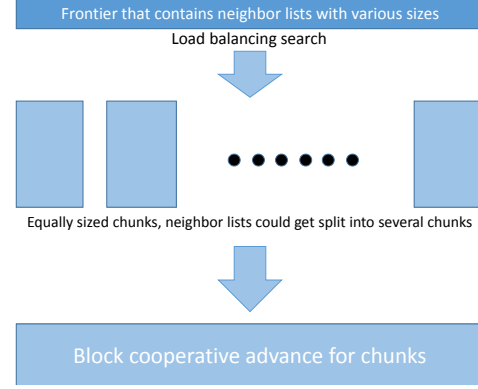 Frontier that contains neighbor lists with various sizes
Load balancing search
Equally sized chunks, neighbor lists could get split into several chunks
Block cooperative advance for chunks